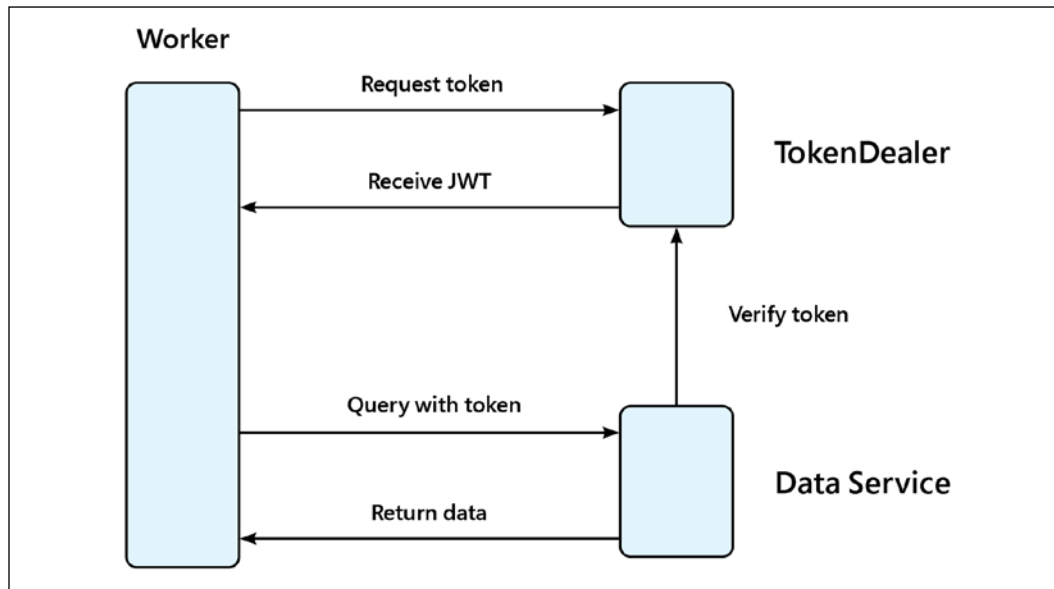 Worker
Request token
TokenDealer
Receive JWT
Verify token
Query with token
Data Service
Return data